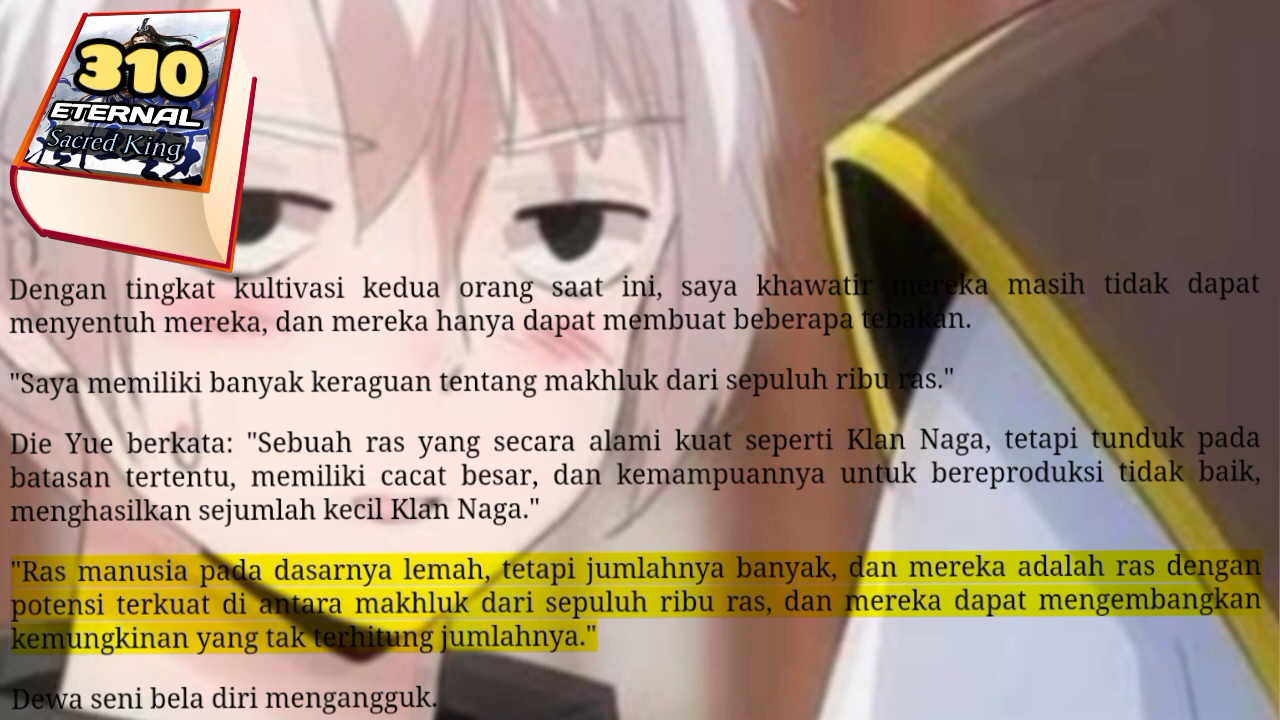 310
ETERNAL
Sacred King
Dengan tingkat kultivasi kedua orang saat ini, saya khawatir mereka masih tidak dapat
menyentuh mereka, dan mereka hanya dapat membuat beberapa tebakan.
"Saya memiliki banyak keraguan tentang makhluk dari sepuluh ribu ras."
Die Yue berkata: "Sebuah ras yang secara alami kuat seperti Klan Naga, tetapi tunduk pada
batasan tertentu, memiliki cacat besar, dan kemampuannya untuk bereproduksi tidak baik,
menghasilkan sejumlah kecil Klan Naga."
"Ras manusia pada dasarnya lemah, tetapi jumlahnya banyak, dan mereka adalah ras dengan
potensi terkuat di antara makhluk dari sepuluh ribu ras, dan mereka dapat mengembangkan
kemungkinan yang tak terhitung jumlahnya."
Dewa seni bela diri mengangguk.